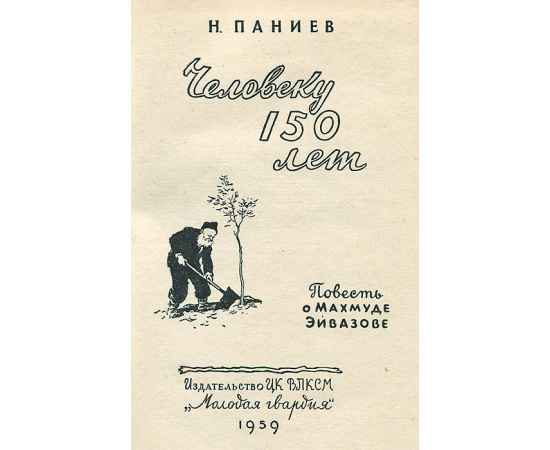 Н. ПАНИЕВ
Человеку
150
лет
Повесть
о МАХМУДЕ
ЭЙВАЗОВЕ
ИЗДАТЕЛЬСТВО ЦК ВЛКСМ
„Молодая гвардия“
1959